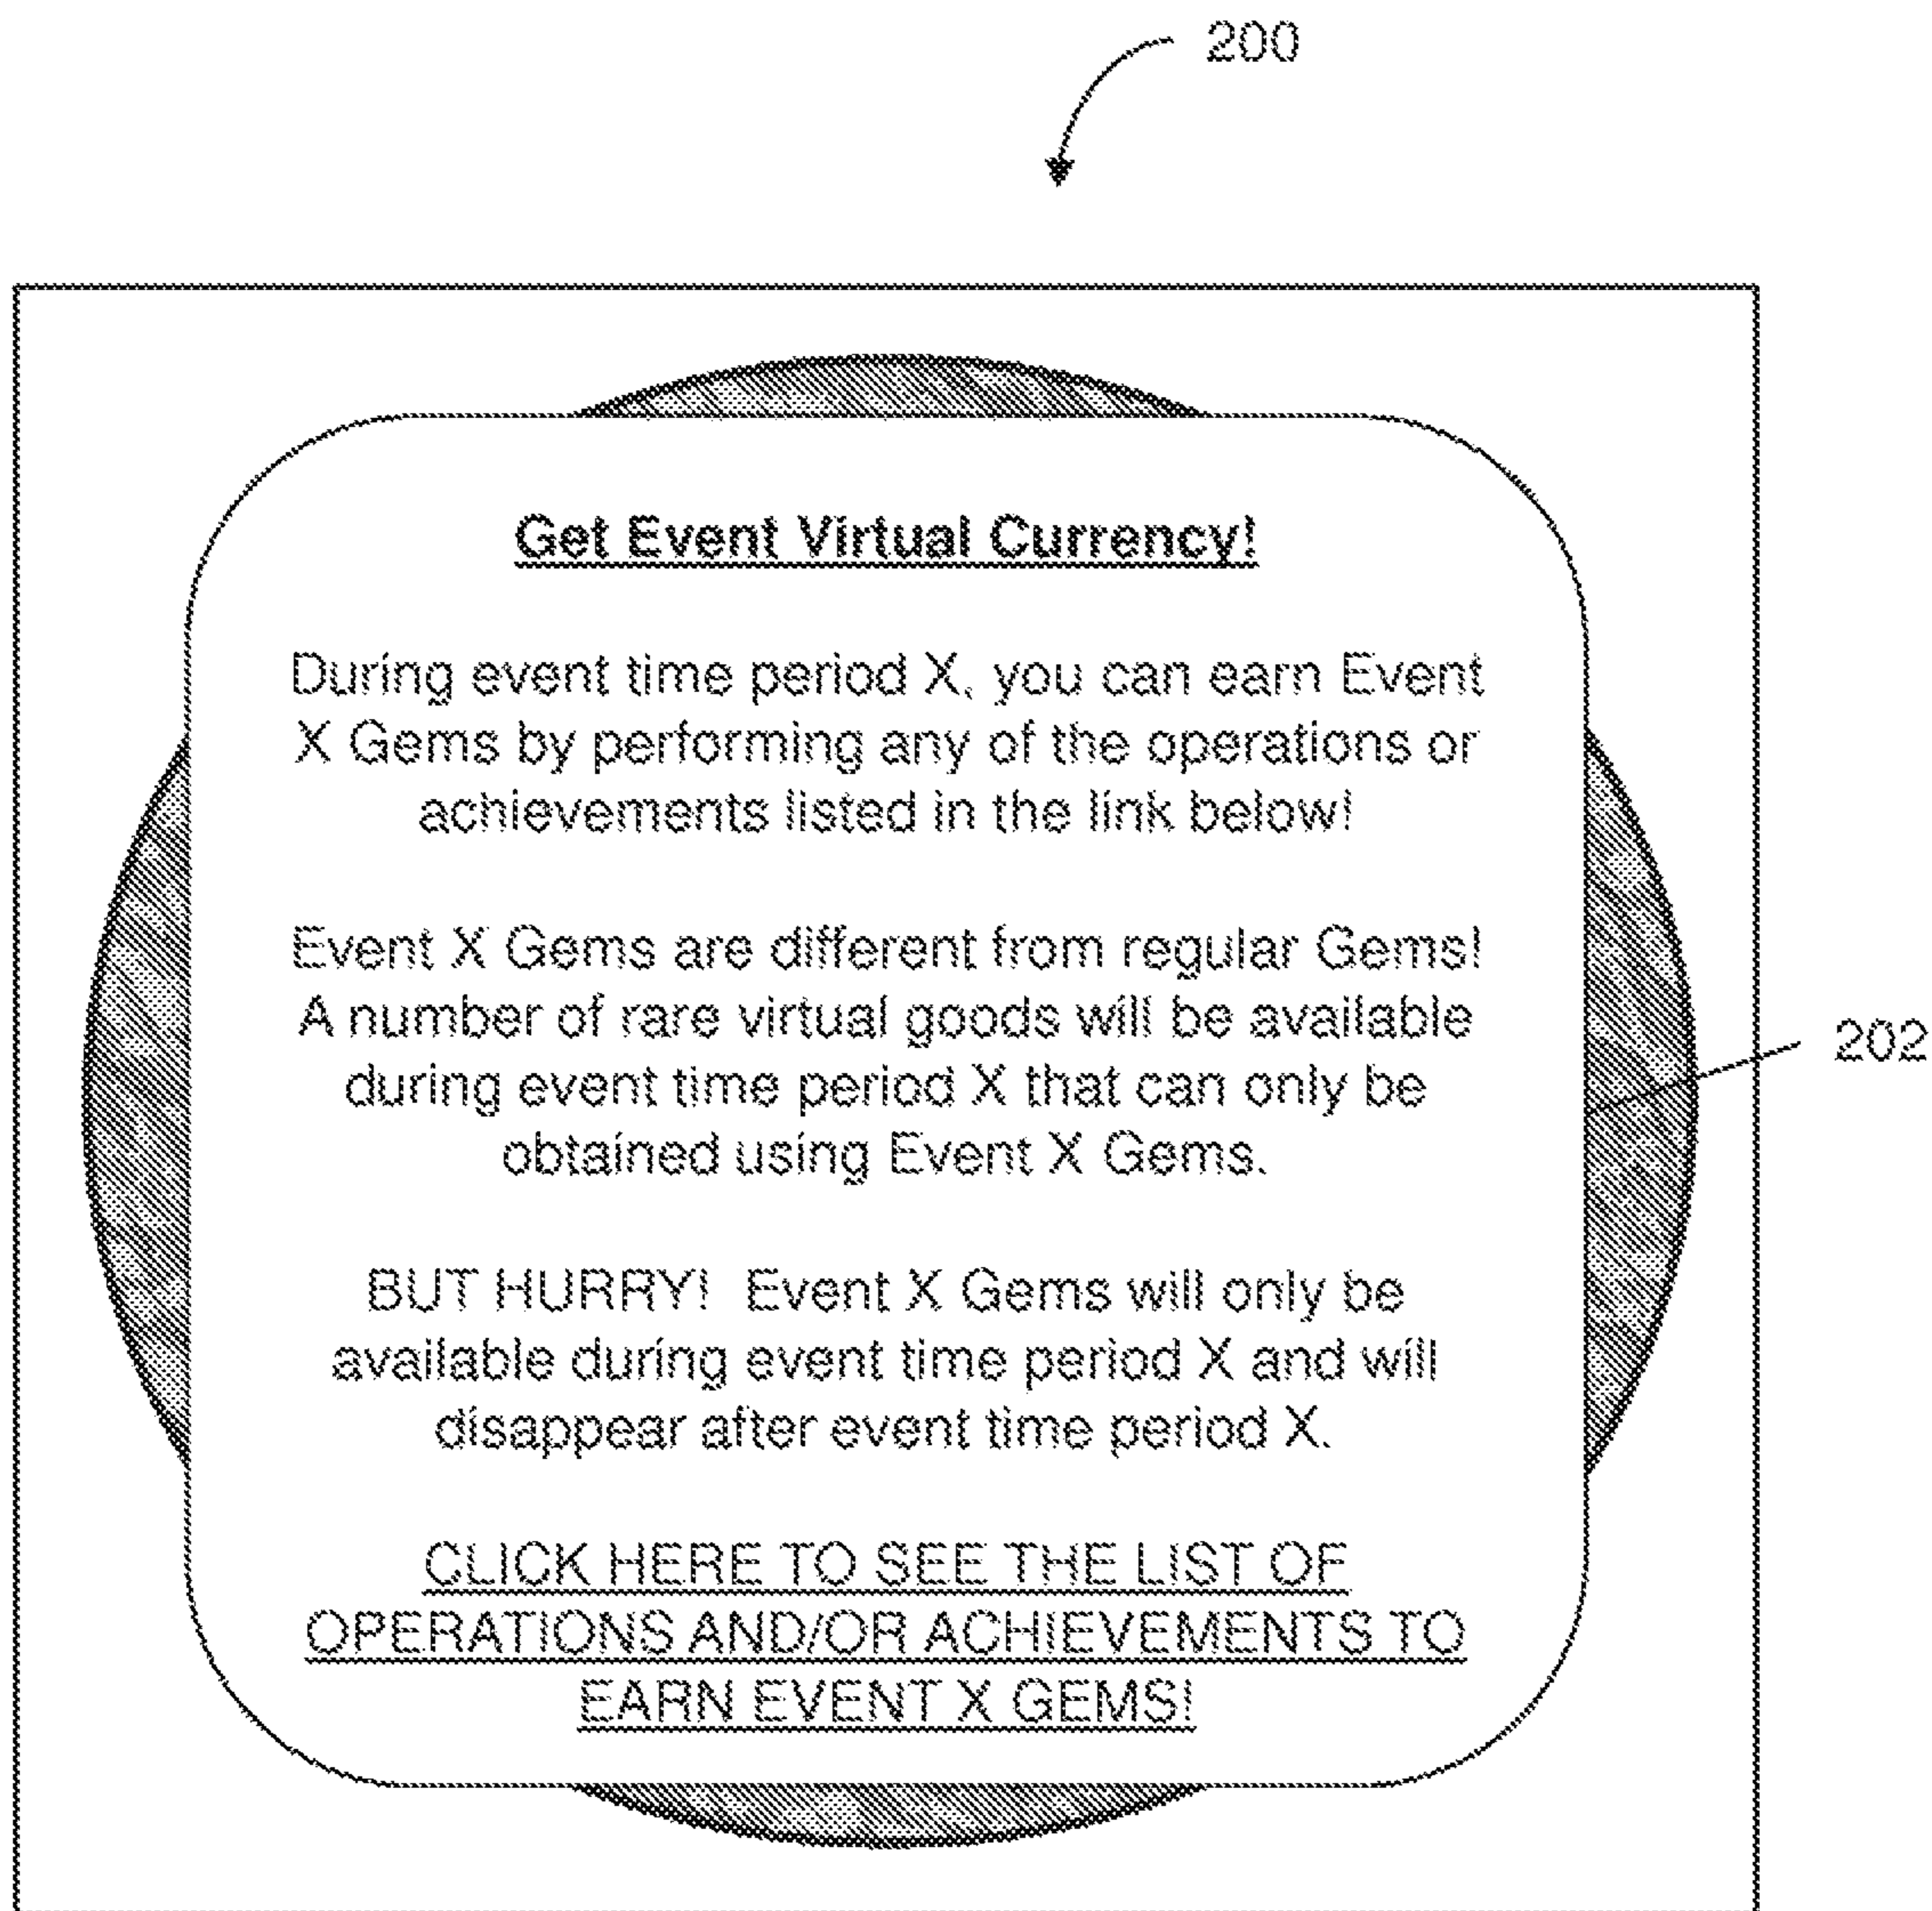 200
Get Event Virtual Currency!
During event time period X, you can earn Event
X Gems by performing any of the operations or
achievements listed in the link below!
Event X Gems are different from regular Gems!
A number of rare virtual goods will be available
during event time period X that can only be
obtained using Event X Gems.
202
BUT HURRY!  Event X Gems will only be
available during event time period X and will
disappear after event time period X.
CLICK HERE TO SEE THE LIST OF
OPERATIONS AND/OR ACHIEVEMENTS TO
EARN EVENT X GEMS!